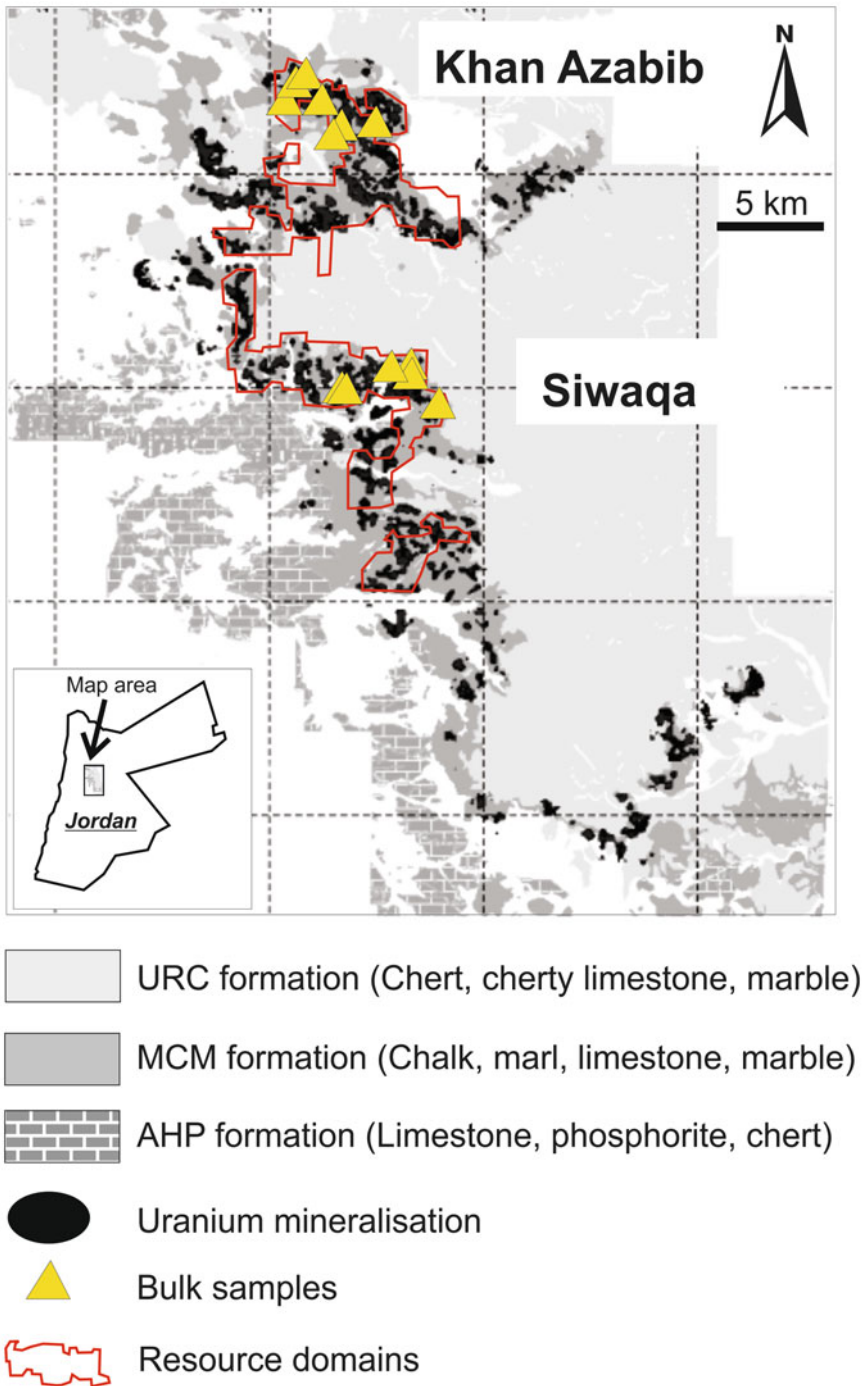 Khan Azabib
N
5 km
Siwaqa
Map area
Jordan
URC formation (Chert, cherty limestone, marble)
MCM formation (Chalk, marl, limestone, marble)
AHP formation (Limestone, phosphorite, chert)
Uranium mineralisation
Bulk samples
Resource domains